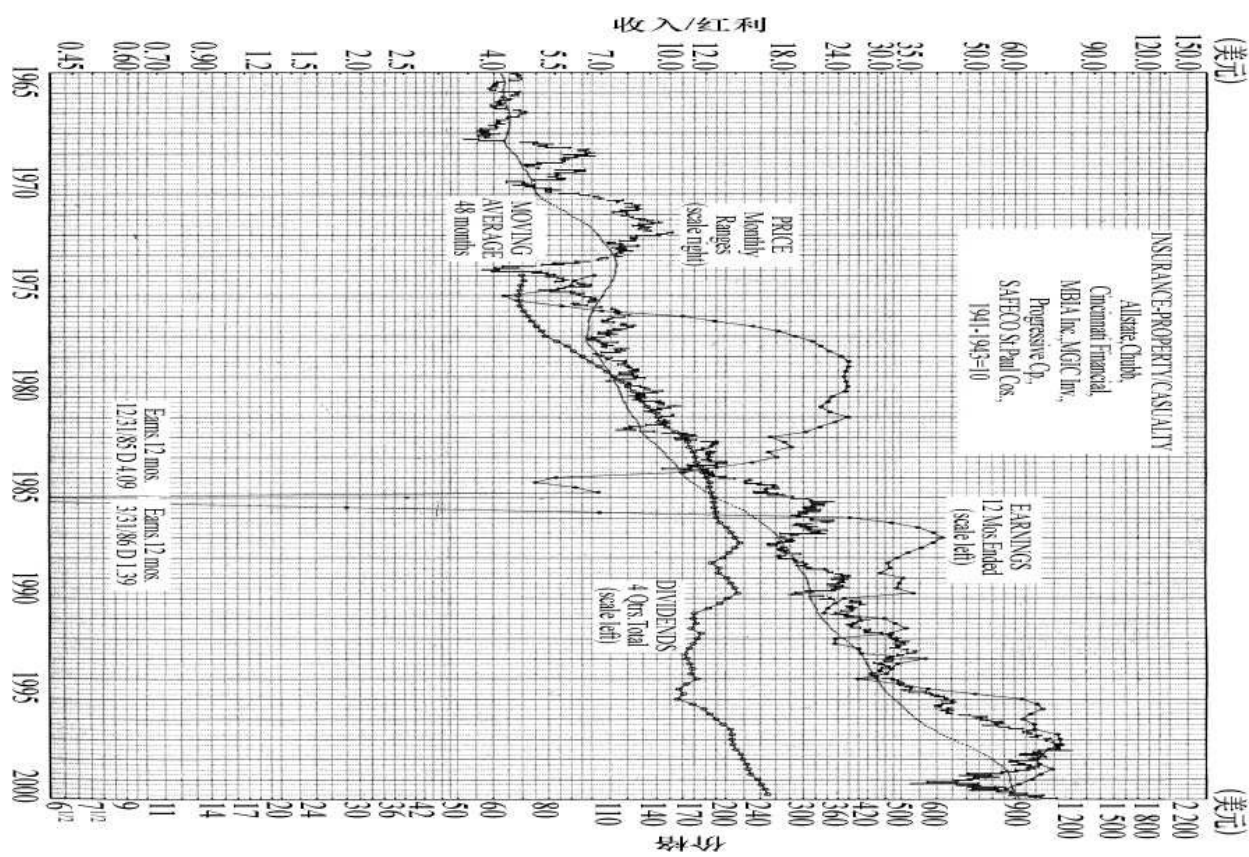 收入/红利
(美元)
150.0
120.0
90.0
60.0
50.0
35.0
30.0
24.0
18.0
12.0
10.0
7.0
5.5
4.0
2.5
2.0
1.5
1.2
0.90
0.70
0.60
0.45
INSURANCE-PROPERTY/CASUALTY
Allstate,Chubb,
Cincinnati Financial,
MBIA Inc.,MGIC Inv.,
Progressive Cp.,
SAFECO St.Paul Cos.,
1941-1943=10
PRICE
Monthly
Ranges
(scale right)
MOVING
AVERAGE
48 months
EARNINGS
12 Mos.Ended
(scale left)
DIVIDENDS
4 Qtrs.Total
(scale left)
Earns.12 mos.
12/31/85 D 4.09
Earns.12 mos
3/31/86 D 1.39
1965
1970
1975
1980
1985
1990
1995
2000
(美元)
2 200
1 800
1 500
1 200
900
600
500
420
360
300
240
200
170
140
110
80
60
50
42
36
30
24
20
17
14
11
9
7 1/2
6 1/2
价格